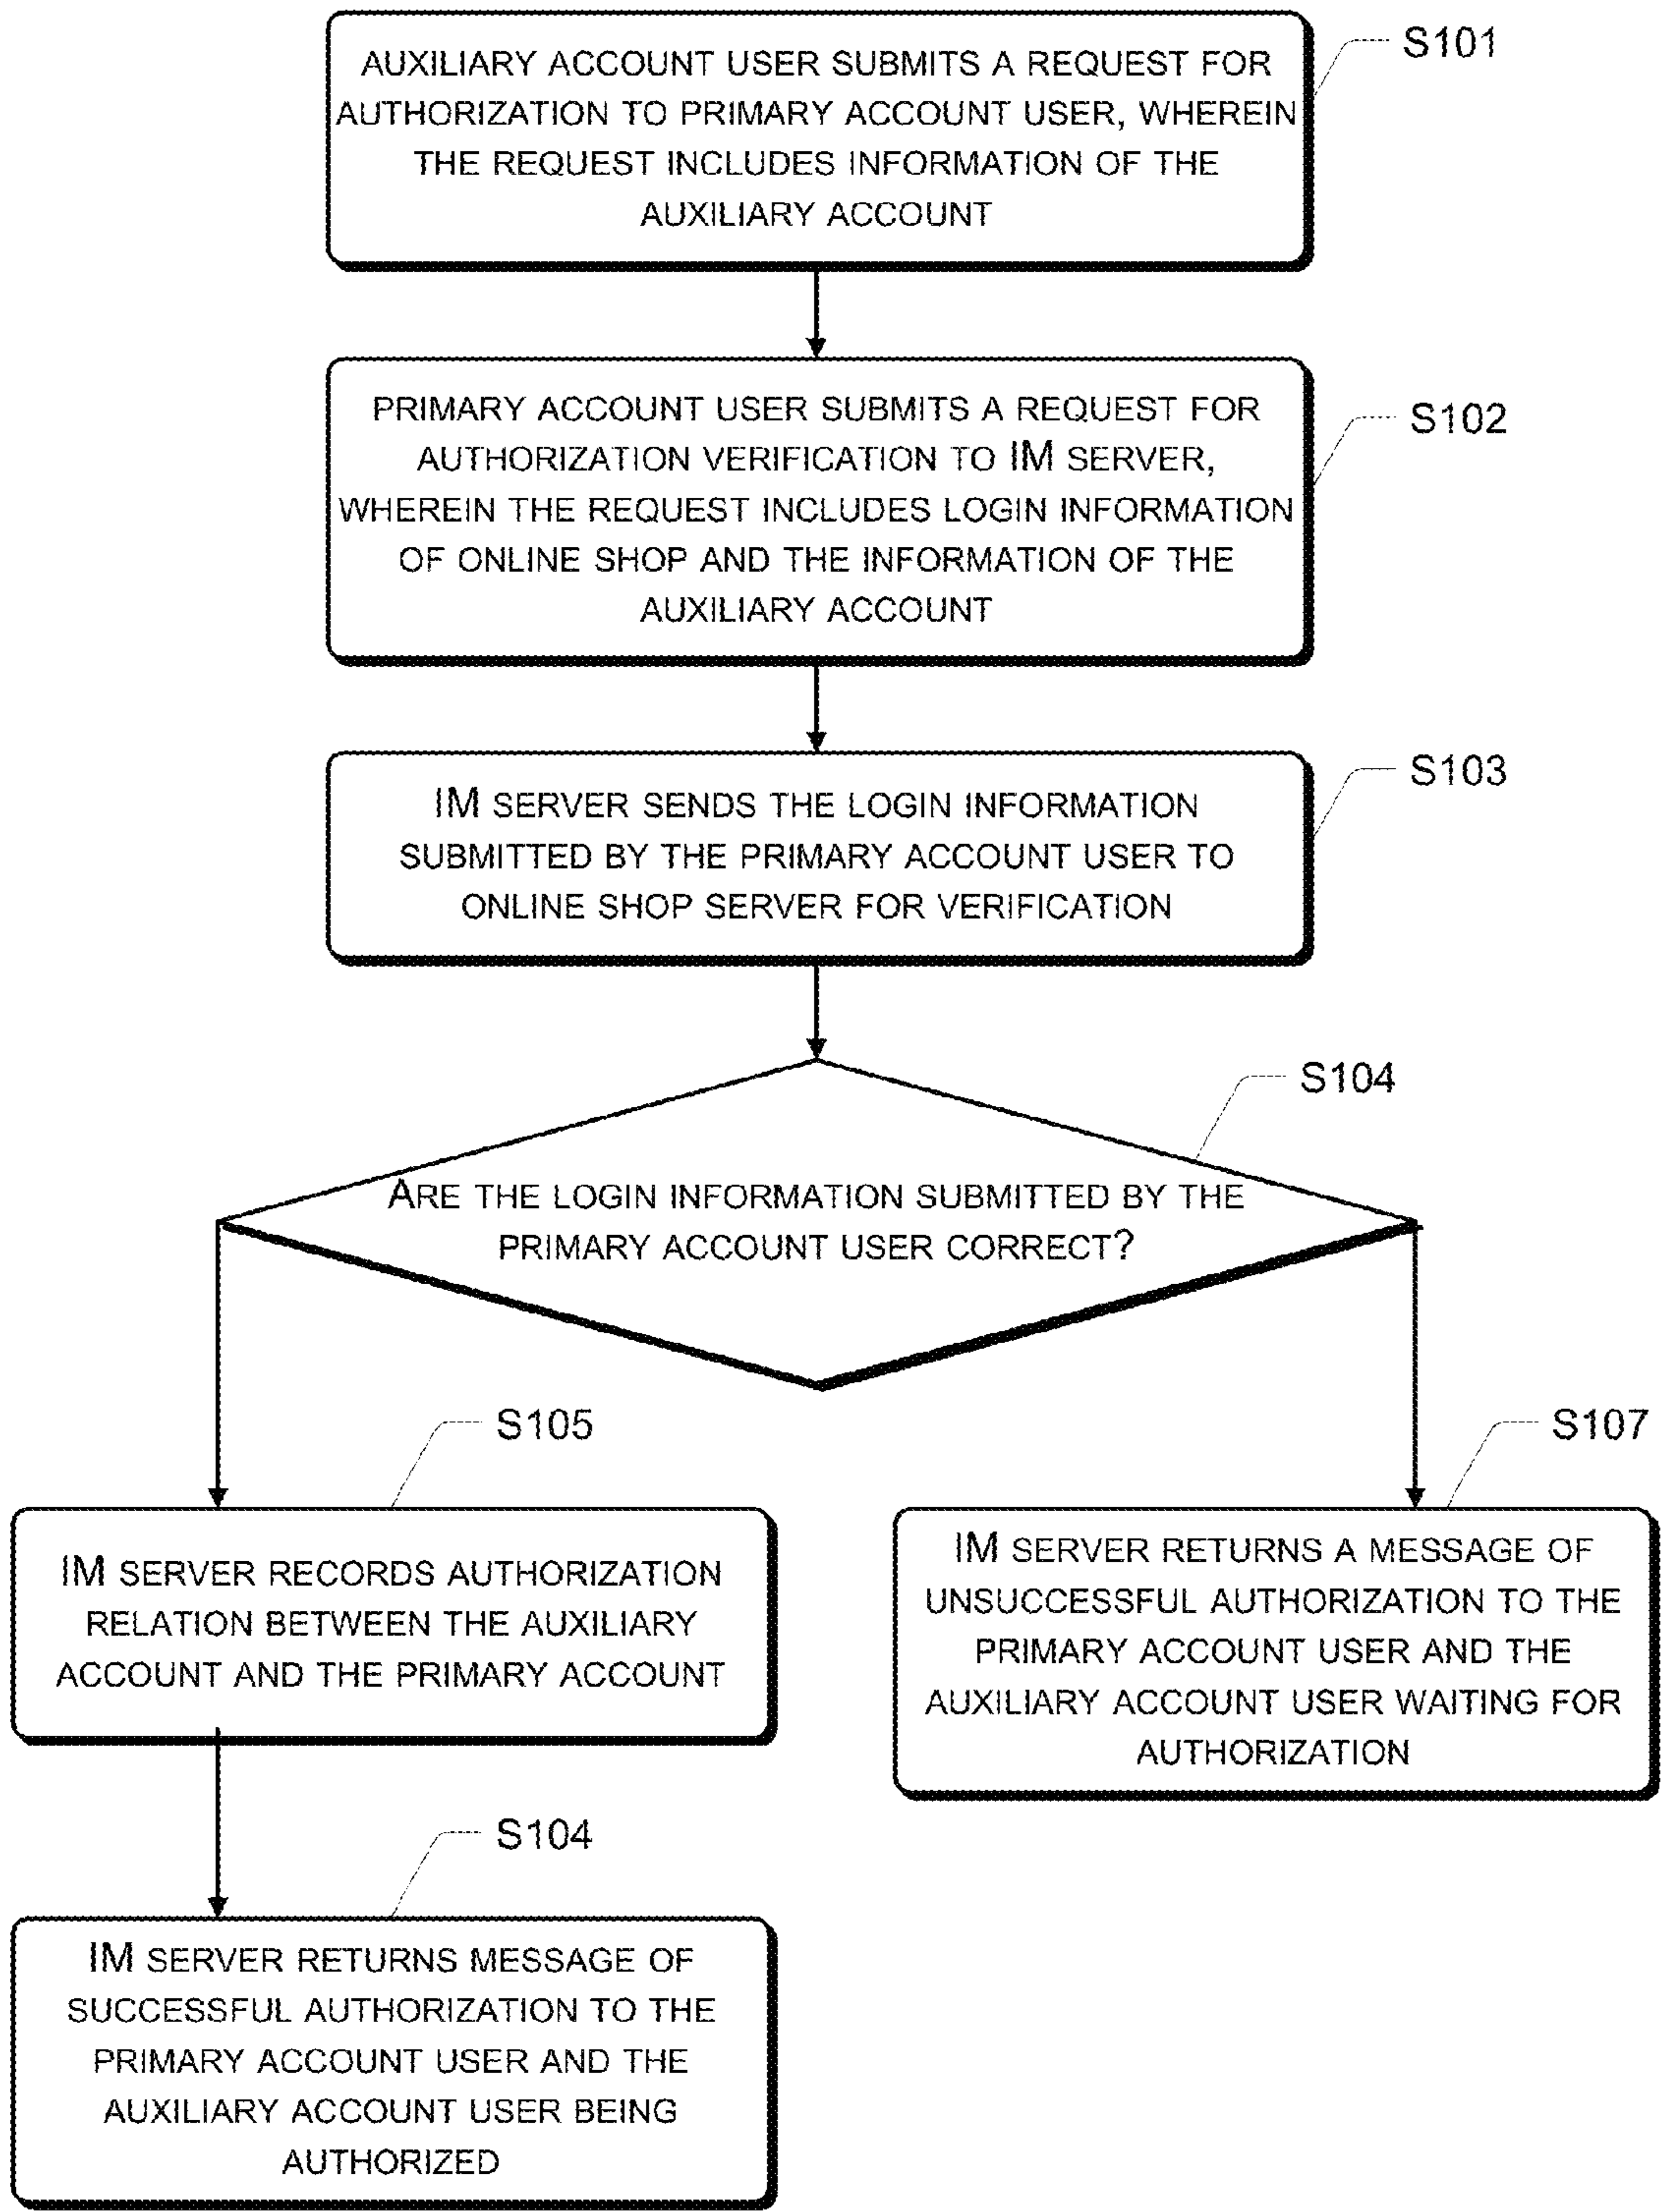 AUXILIARY ACCOUNT USER SUBMITS A REQUEST FOR
AUTHORIZATION TO PRIMARY ACCOUNT USER, WHEREIN
THE REQUEST INCLUDES INFORMATION OF THE
AUXILIARY ACCOUNT
S101
PRIMARY ACCOUNT USER SUBMITS A REQUEST FOR
AUTHORIZATION VERIFICATION TO IM SERVER,
WHEREIN THE REQUEST INCLUDES LOGIN INFORMATION
OF ONLINE SHOP AND THE INFORMATION OF THE
AUXILIARY ACCOUNT
S102
IM SERVER SENDS THE LOGIN INFORMATION
SUBMITTED BY THE PRIMARY ACCOUNT USER TO
ONLINE SHOP SERVER FOR VERIFICATION
S103
S104
ARE THE LOGIN INFORMATION SUBMITTED BY THE
PRIMARY ACCOUNT USER CORRECT?
S105
IM SERVER RECORDS AUTHORIZATION
RELATION BETWEEN THE AUXILIARY
ACCOUNT AND THE PRIMARY ACCOUNT
S107
IM SERVER RETURNS A MESSAGE OF
UNSUCCESSFUL AUTHORIZATION TO THE
PRIMARY ACCOUNT USER AND THE
AUXILIARY ACCOUNT USER WAITING FOR
AUTHORIZATION
S104
IM SERVER RETURNS MESSAGE OF
SUCCESSFUL AUTHORIZATION TO THE
PRIMARY ACCOUNT USER AND THE
AUXILIARY ACCOUNT USER BEING
AUTHORIZED